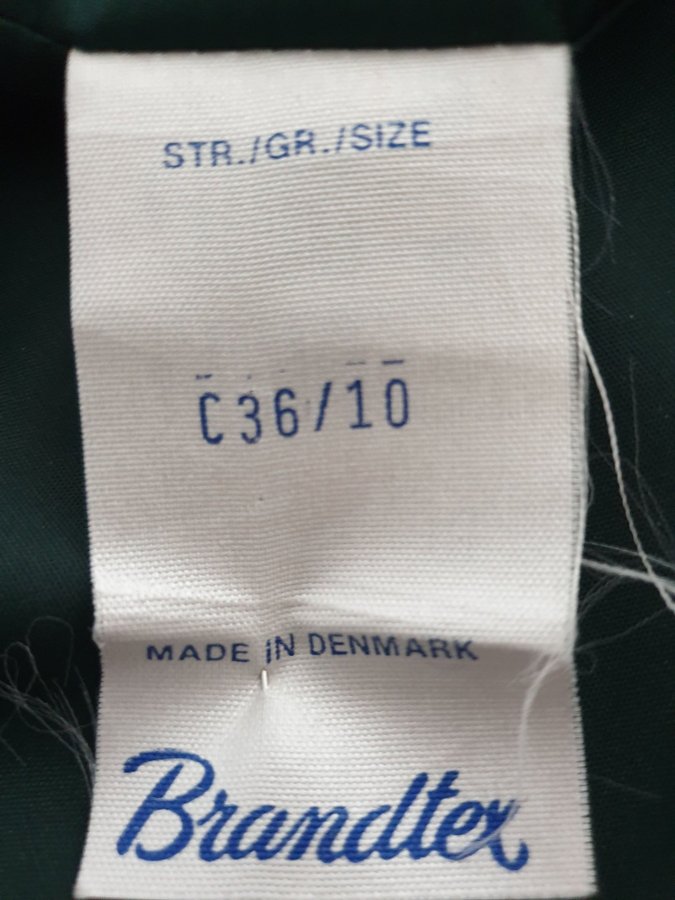 STR./GR./SIZE
C36/10
MADE IN DENMARK
Brandtex